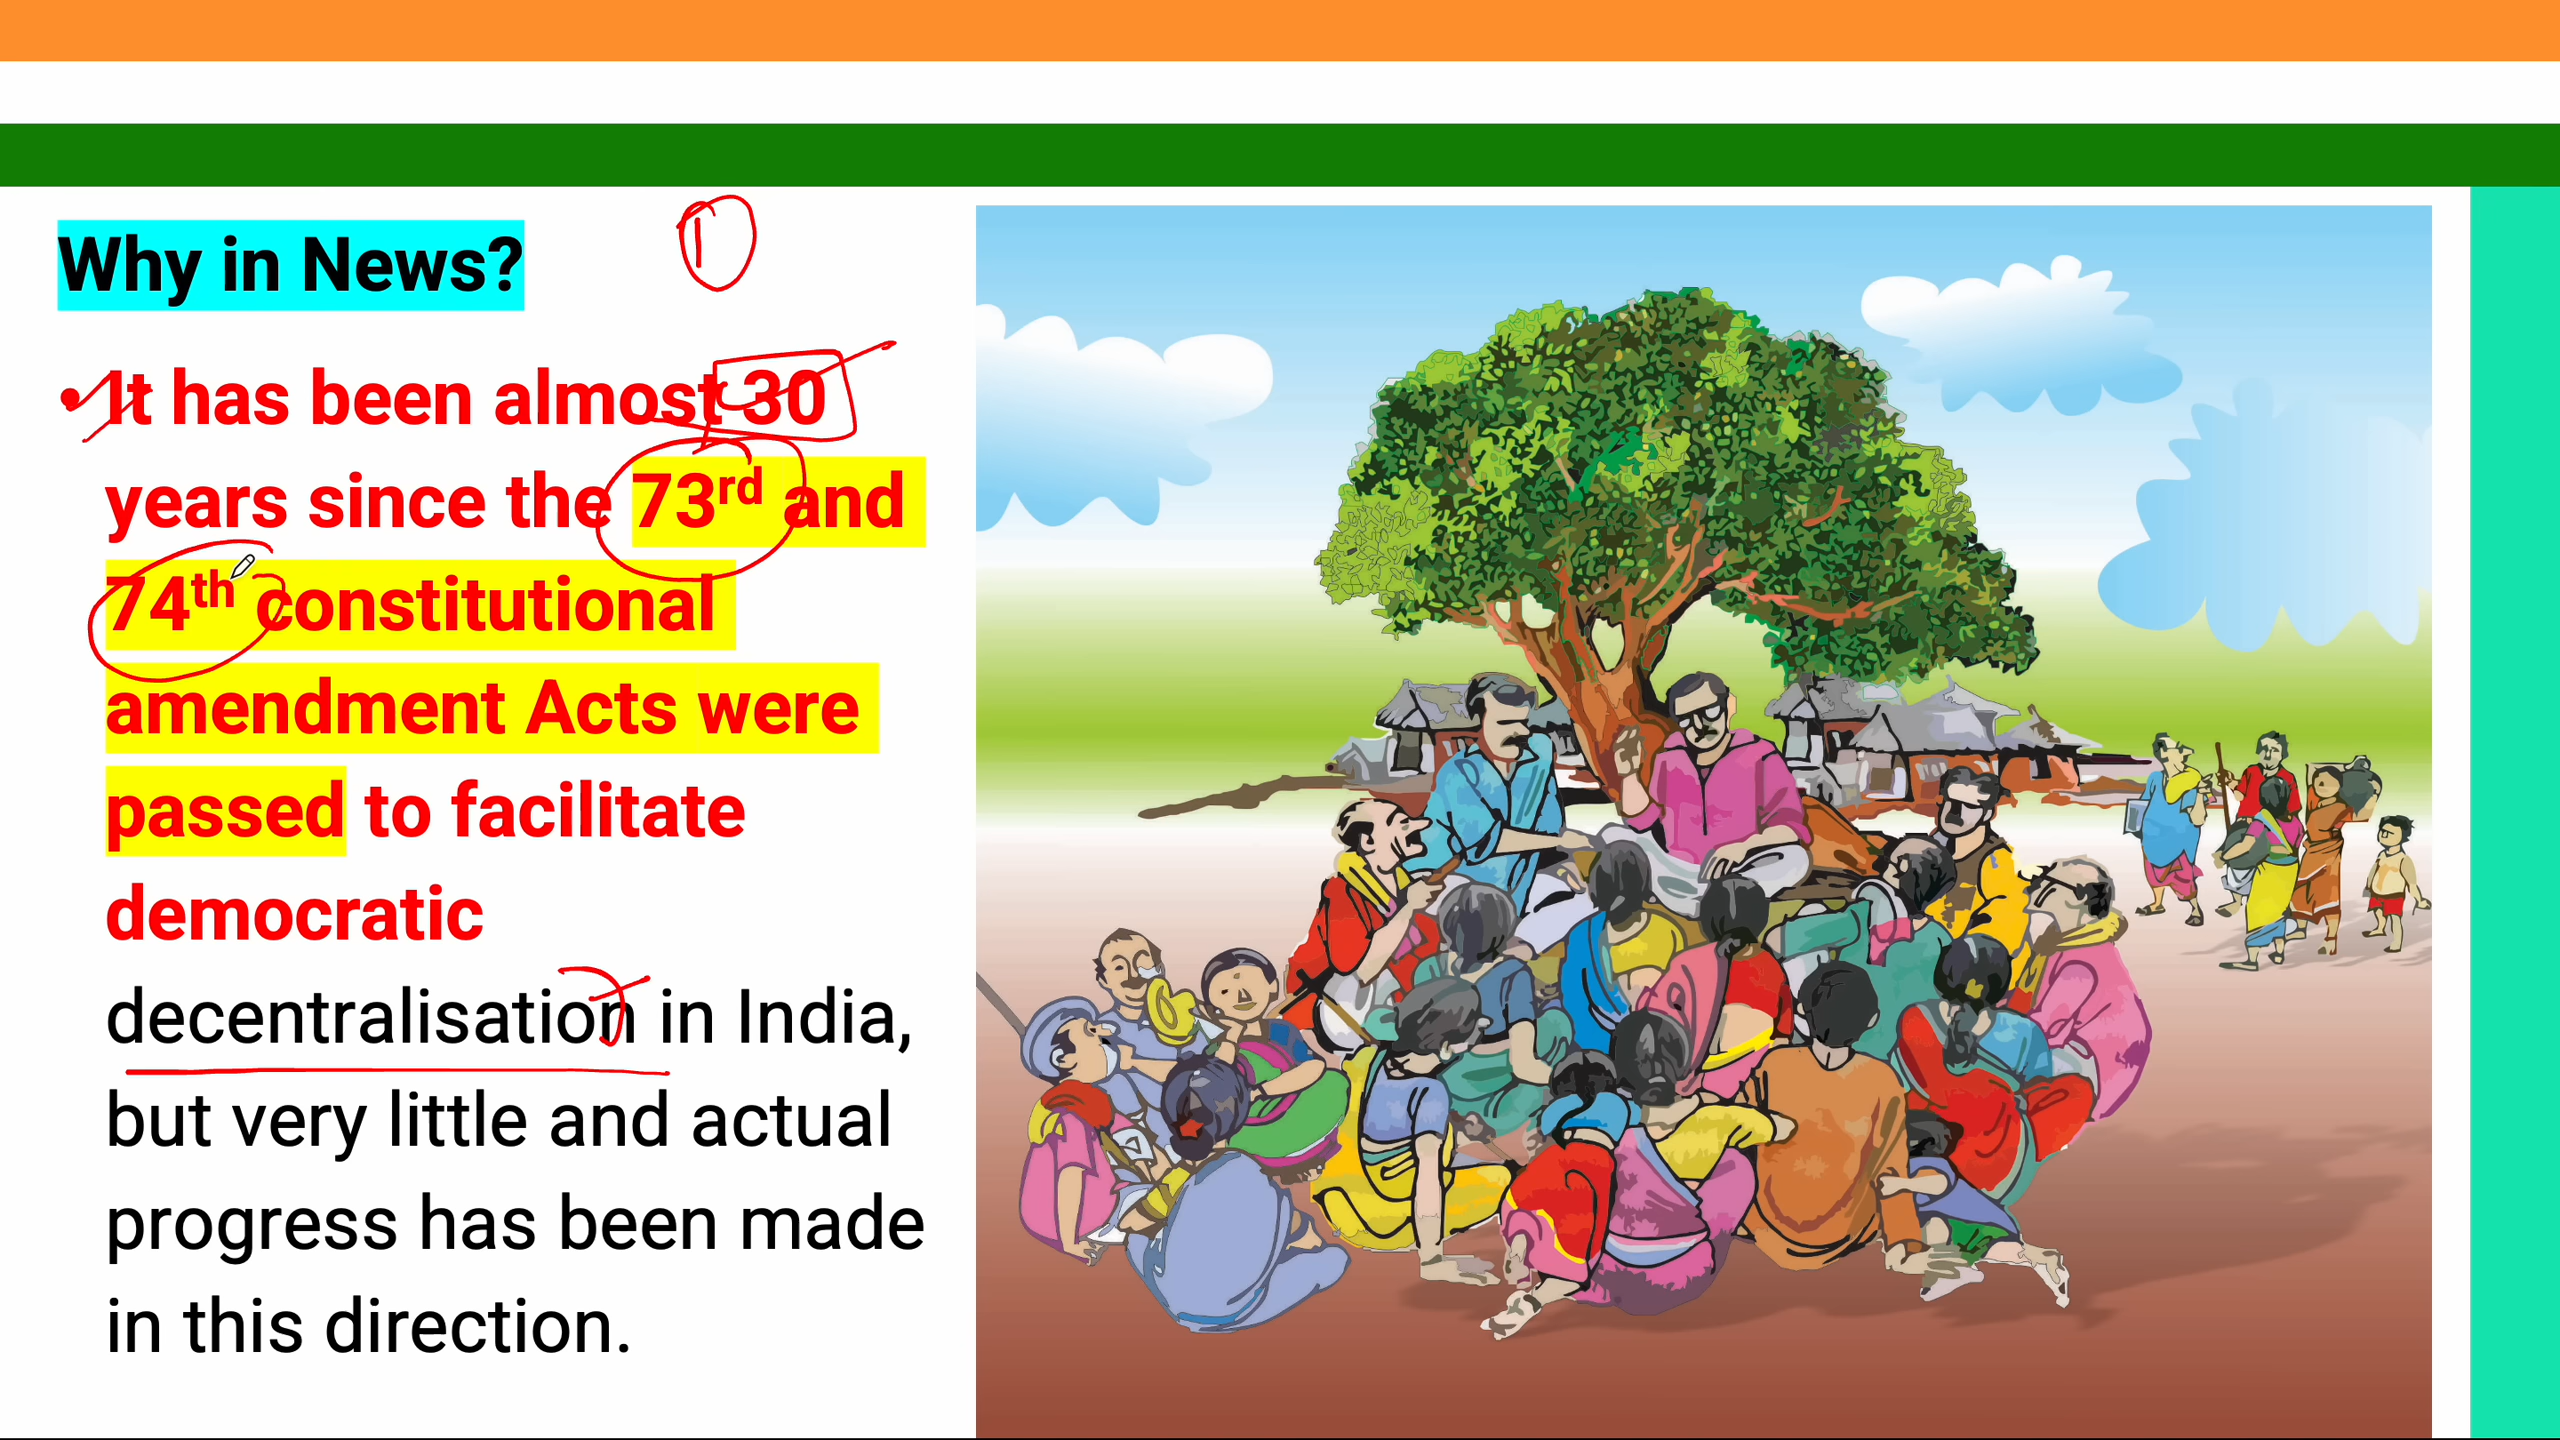 Why in News?
①
• It has been almost 30
years since the 73rd and
74th constitutional
amendment Acts were
passed to facilitate
democratic
decentralisation in India,
but very little and actual
progress has been made
in this direction.